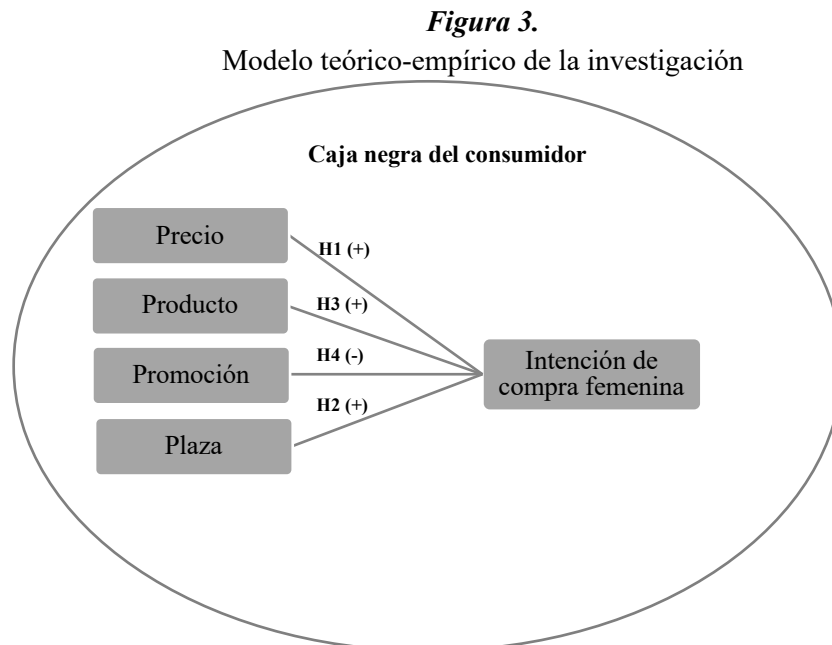 Figura 3.
Modelo teórico-empírico de la investigación
Caja negra del consumidor
Precio
H1 (+)
Producto
H3 (+)
Promoción
H4 (-)
Plaza
H2 (+)
Intención de
compra femenina